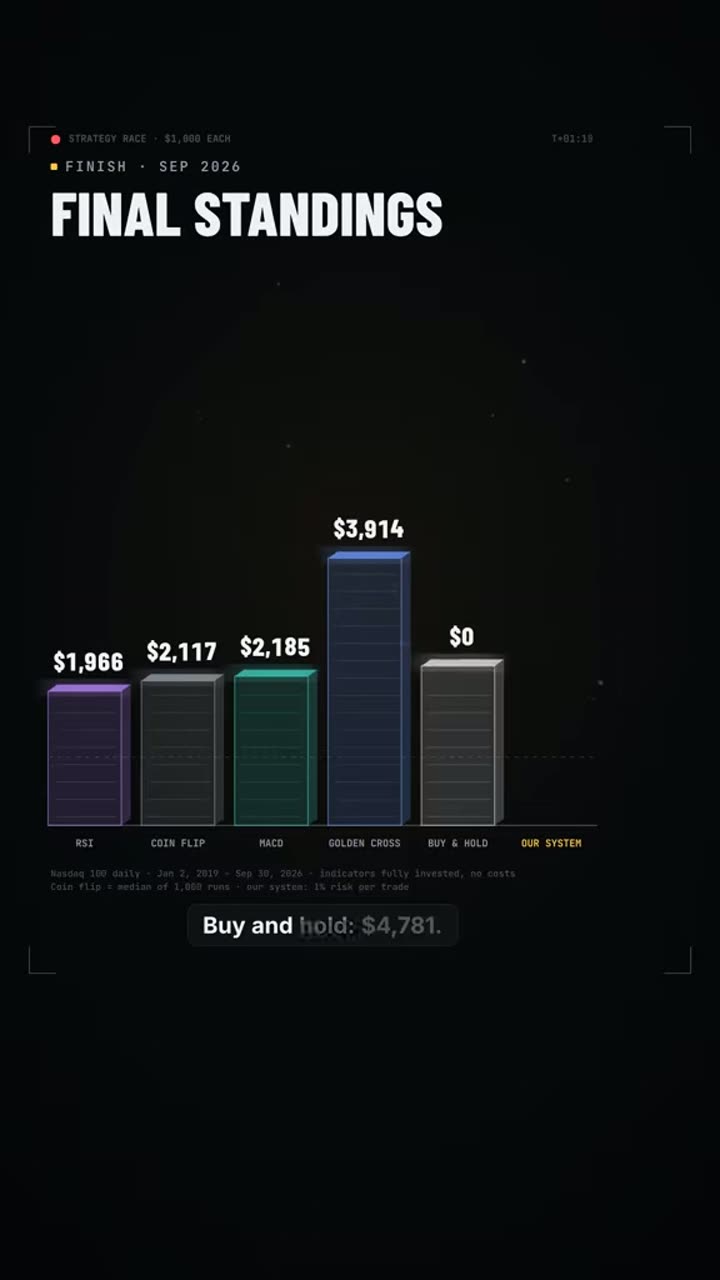 STRATEGY RACE · $1,000 EACH
T+01:19
FINISH · SEP 2026
FINAL STANDINGS
$3,914
$0
$2,185
$2,117
$1,966
RSI COIN FLIP MACD GOLDEN CROSS BUY & HOLD OUR SYSTEM
Nasdaq 100 daily · Jan 2, 2019 – Sep 30, 2026 · indicators fully invested, no costs
Coin flip = median of 1,000 runs · our system: 1% risk per trade
Buy and hold: $4,781.